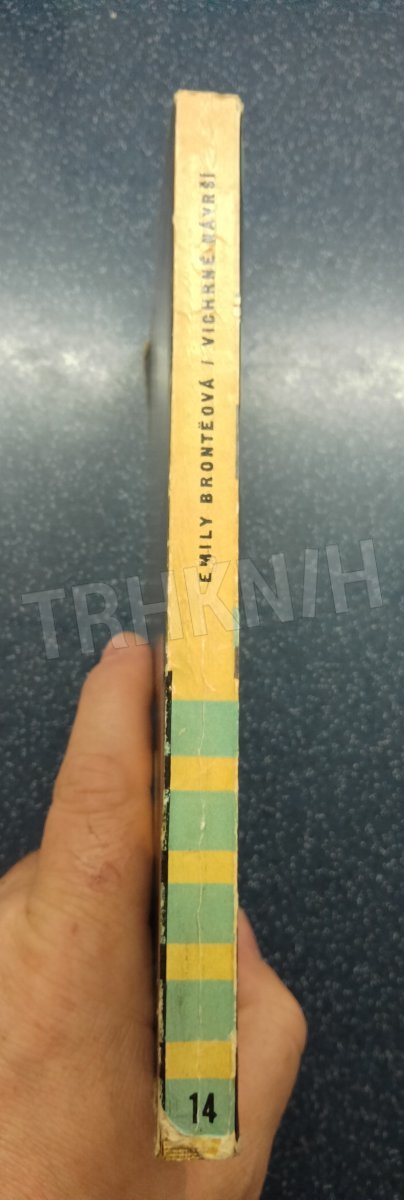 EMILY BRONTËOVÁ / VICHRNÉ NÁVRŠÍ
14
TRHKNIH